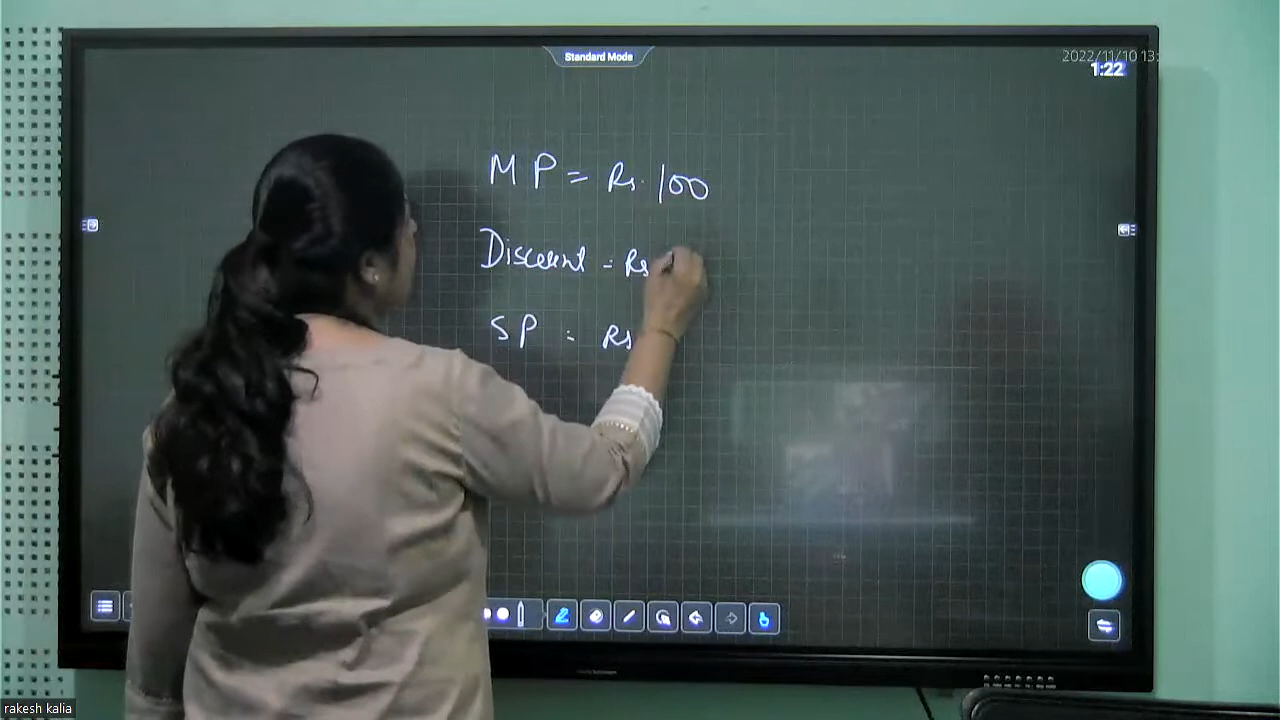 Standard Mode
2022/11/10 13:
1:22
MP = Rs. 100
Discount = Rs
SP = Rs
rakesh kalia